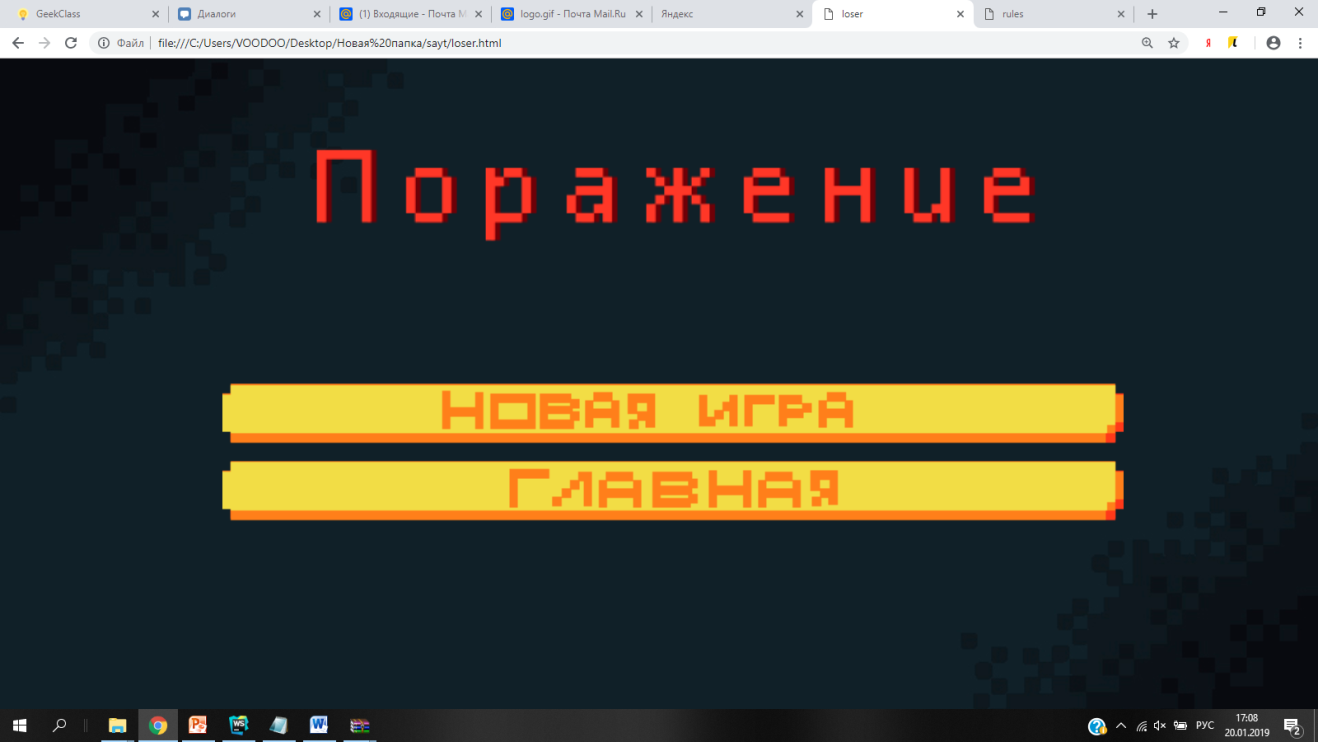 GeekClass
Диалоги
(1) Входящие - Почта M
logo.gif - Почта Mail.Ru
Яндекс
loser
rules
Файл
file:///C:/Users/VOODOO/Desktop/Новая%20папка/sayt/loser.html
Поражение
НОВАЯ ИГРА
ГЛАВНАЯ
РУС
17:08
20.01.2019
2